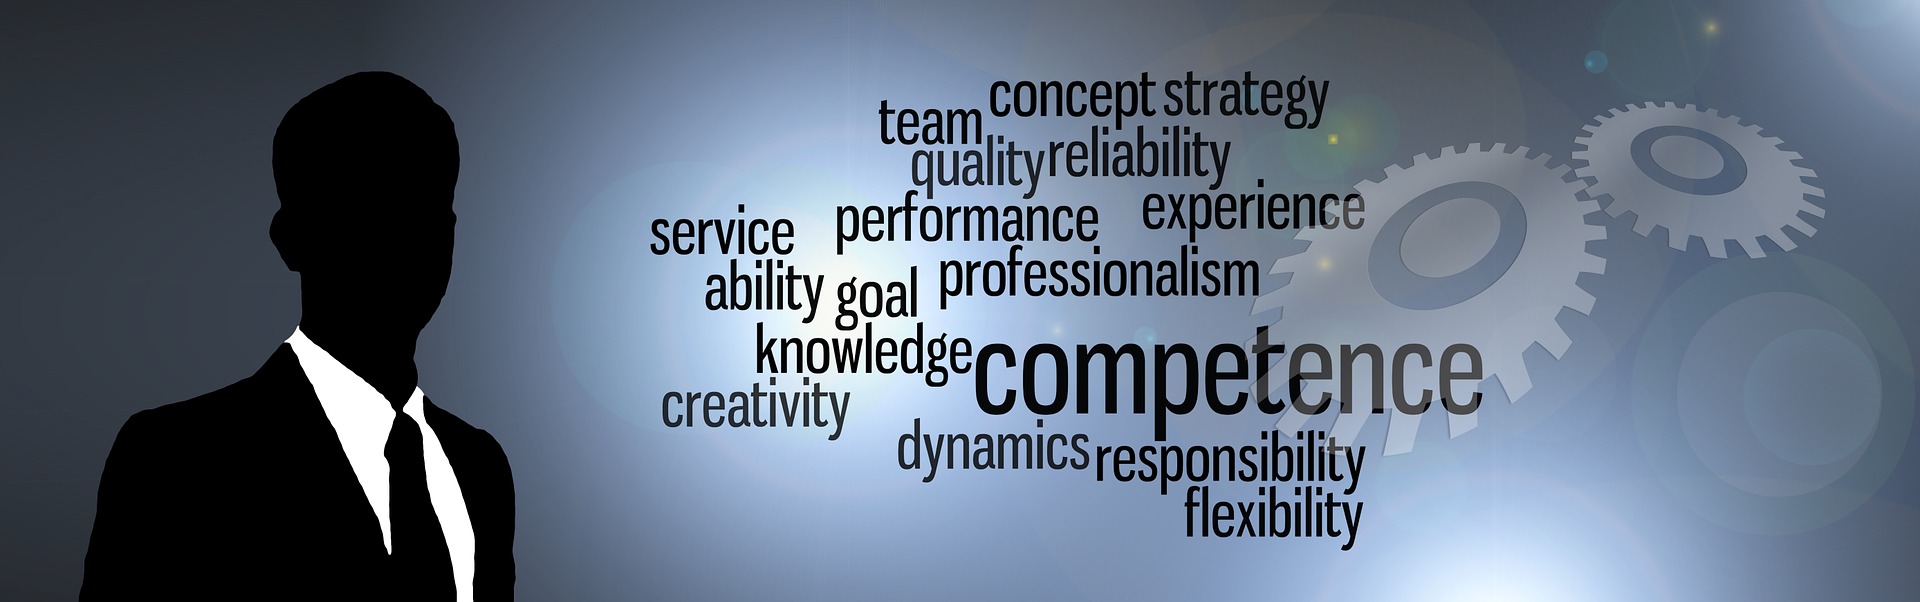 concept strategy
team
quality reliability
experience
service performance
ability goal professionalism
knowledge competence
creativity
dynamics responsibility
flexibility